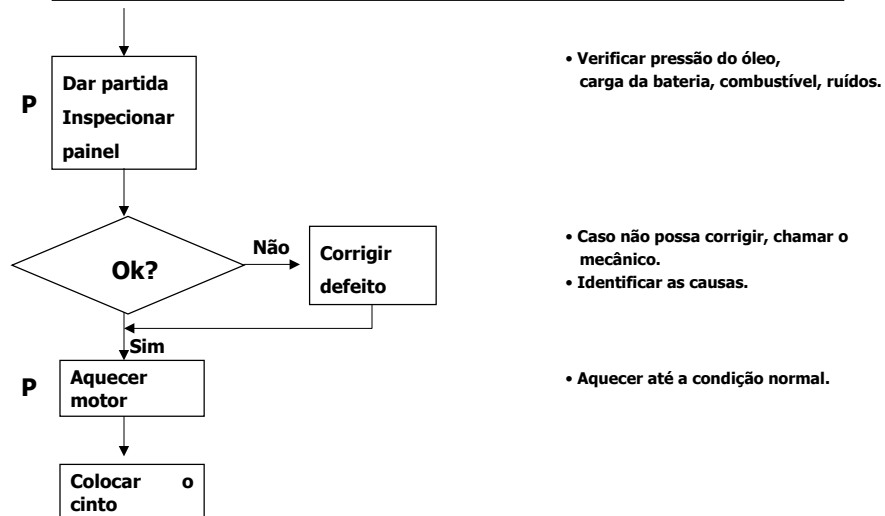 Dar partida
P
Inspecionar
painel
• Verificar pressão do óleo,
carga da bateria, combustível, ruídos.
Ok?
Não
Corrigir
defeito
• Caso não possa corrigir, chamar o
mecânico.
• Identificar as causas.
Sim
P
Aquecer
motor
• Aquecer até a condição normal.
Colocar o
cinto